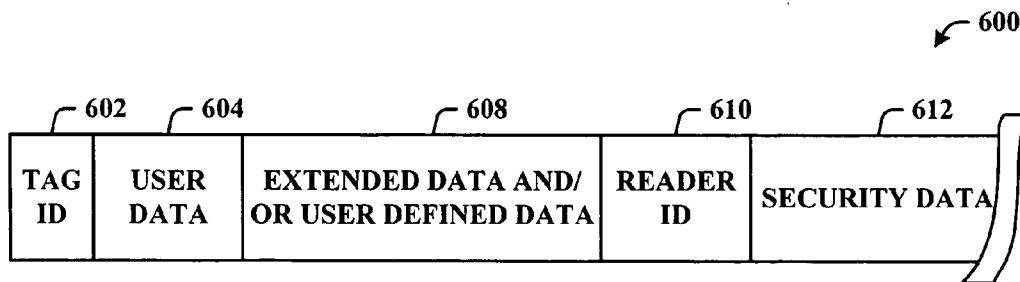 600
602
604
608
610
612
TAG ID
USER DATA
EXTENDED DATA AND/
OR USER DEFINED DATA
READER ID
SECURITY DATA